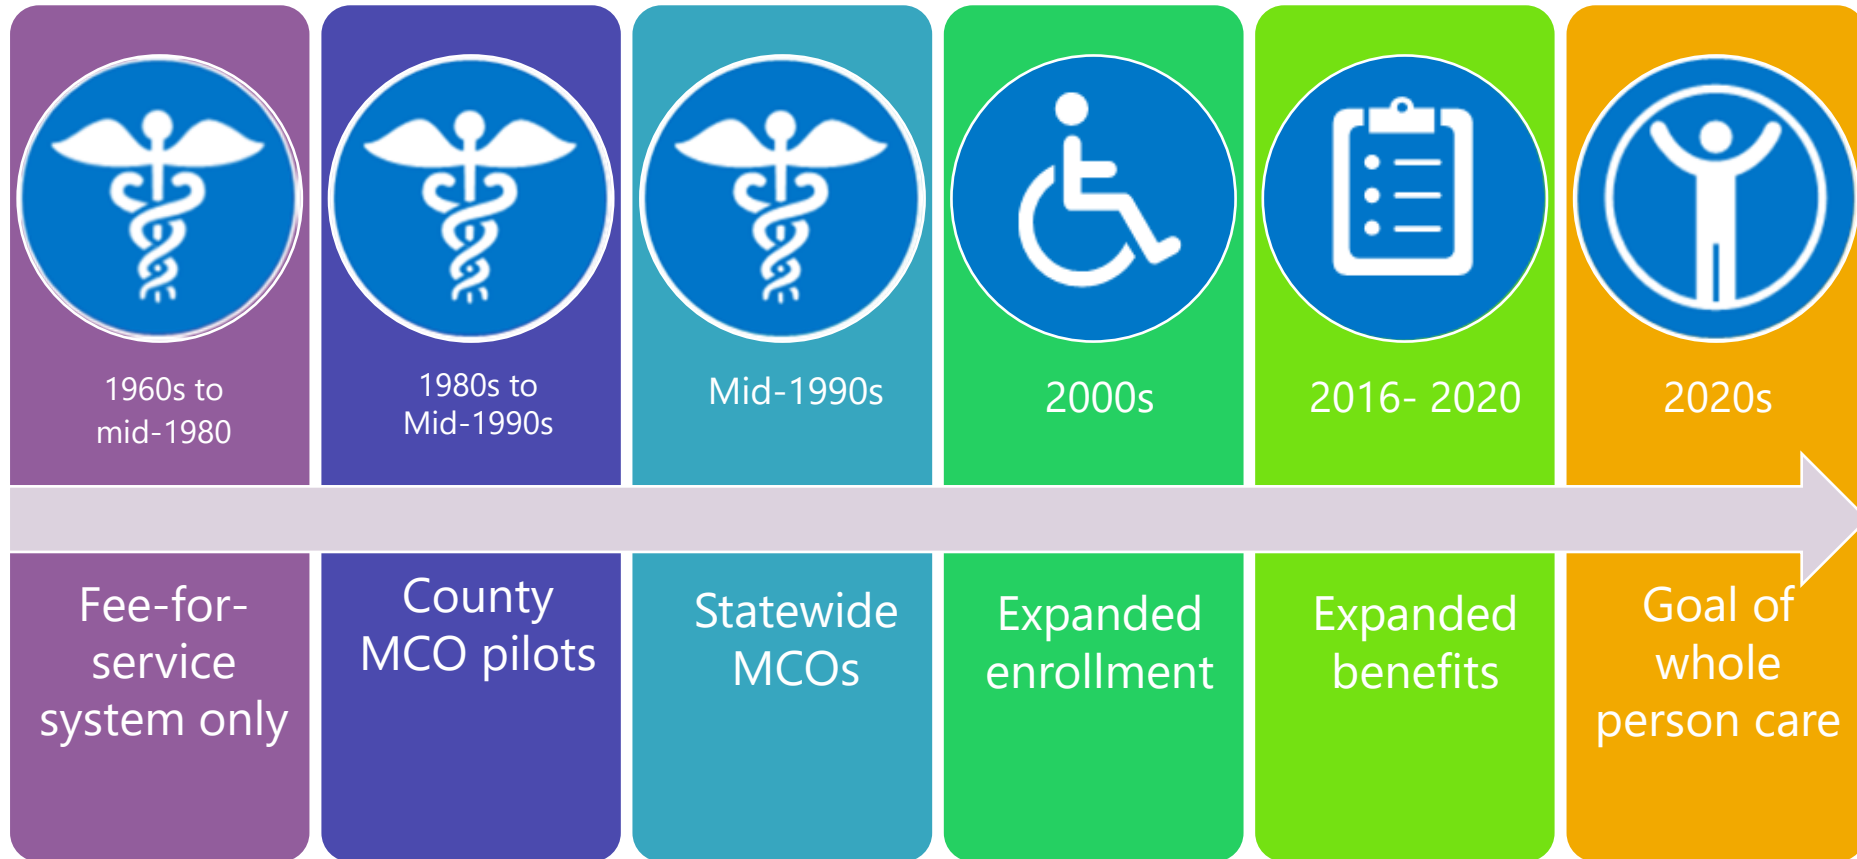 1960s to
mid-1980
1980s to
Mid-1990s
Mid-1990s
2000s
2016- 2020
2020s
Fee-for-
service
system only
County
MCO pilots
Statewide
MCOs
Expanded
enrollment
Expanded
benefits
Goal of
whole
person care